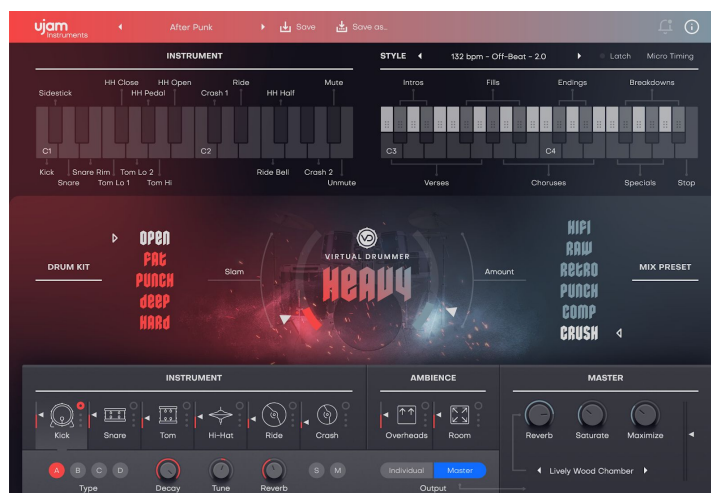 ujam
Instruments
After Punk
Save
Save as..
INSTRUMENT
STYLE
132 bpm - Off-Beat - 2.0
Latch
Micro Timing
HH Close
HH Open
Ride
Mute
Sidestick
HH Pedal
Crash 1
HH Half
Intros
Fills
Endings
Breakdowns
C1
C2
C3
C4
Kick
Snare Rim
Tom Lo 2
Ride Bell
Crash 2
Snare
Tom Lo 1
Tom Hi
Unmute
Verses
Choruses
Specials
Stop
DRUM KIT
OPEn
FAt
PUnCH
dEEP
HARd
Slam
VD
VIRTUAL DRUMMER
HEAVY
Amount
HIFI
RAW
REtRO
PUnCH
COMP
CRUSH
MIX PRESET
INSTRUMENT
AMBIENCE
MASTER
Kick
Snare
Tom
Hi-Hat
Ride
Crash
Overheads
Room
Reverb
Saturate
Maximize
A
B
C
D
S
M
Individual
Master
Lively Wood Chamber
Type
Decay
Tune
Reverb
Output